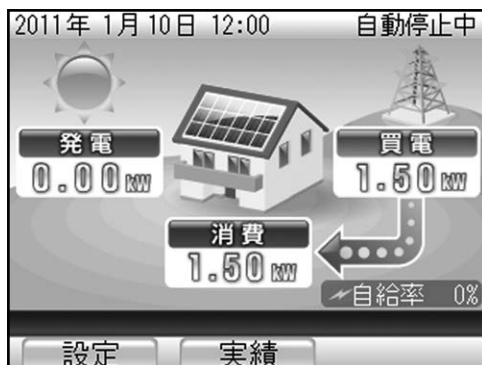 2011年 1月10日 12:00 自動停止中
発電
0.00kW
買電
1.50kW
消費
1.50kW
自給率 0%
設定 実績